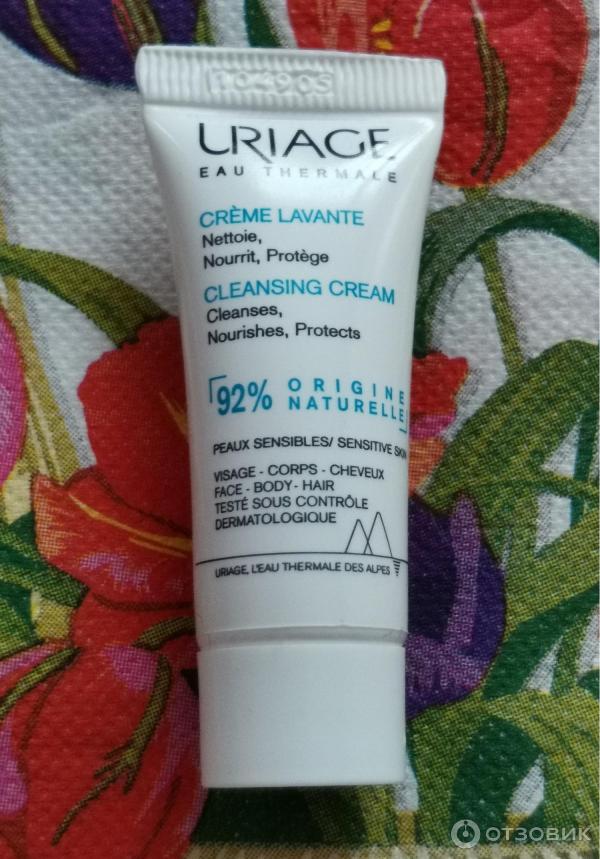 URIAGE
EAU THERMALE
CRÈME LAVANTE
Nettoie,
Nourrit, Protège
CLEANSING CREAM
Cleanses,
Nourishes, Protects
92% ORIGINE
NATURELLE
PEAUX SENSIBLES/ SENSITIVE SKIN
VISAGE - CORPS - CHEVEUX
FACE - BODY - HAIR
TESTÉ SOUS CONTRÔLE
DERMATOLOGIQUE
URIAGE, L'EAU THERMALE DES ALPES
ОТЗОВИК